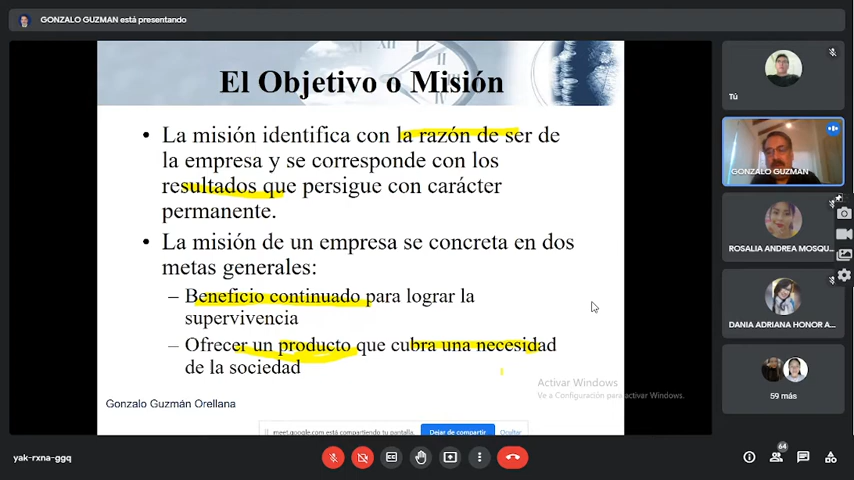 GONZALO GUZMAN está presentando
El Objetivo o Misión
• La misión identifica con la razón de ser de
la empresa y se corresponde con los
resultados que persigue con carácter
permanente.
• La misión de un empresa se concreta en dos
metas generales:
– Beneficio continuado para lograr la
supervivencia
– Ofrecer un producto que cubra una necesidad
de la sociedad
Activar Windows
Ve a Configuración para activar Windows.
Gonzalo Guzmán Orellana
meet.google.com está compartiendo tu pantalla.
Dejar de compartir
Ocultar
Tú
GONZALO GUZMAN
ROSALIA ANDREA MOSQU...
DANIA ADRIANA HONOR A...
59 más
yak-rxna-ggq
64